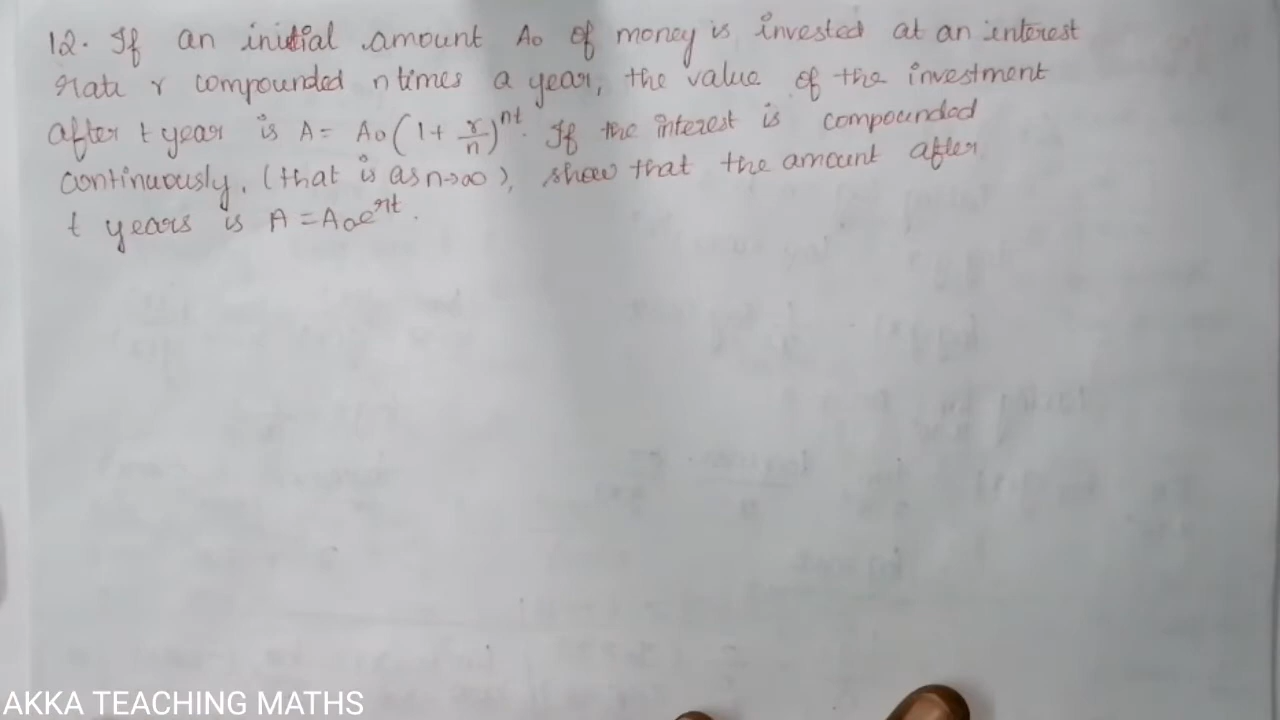 12. If an initial amount A₀ of money is invested at an interest
rate r compounded n times a year, the value of the investment
after t year is A = A₀(1 + r/n)ⁿᵗ. If the interest is compounded
continuously, (that is as n→∞), show that the amount after
t years is A = A₀eʳᵗ.
AKKA TEACHING MATHS